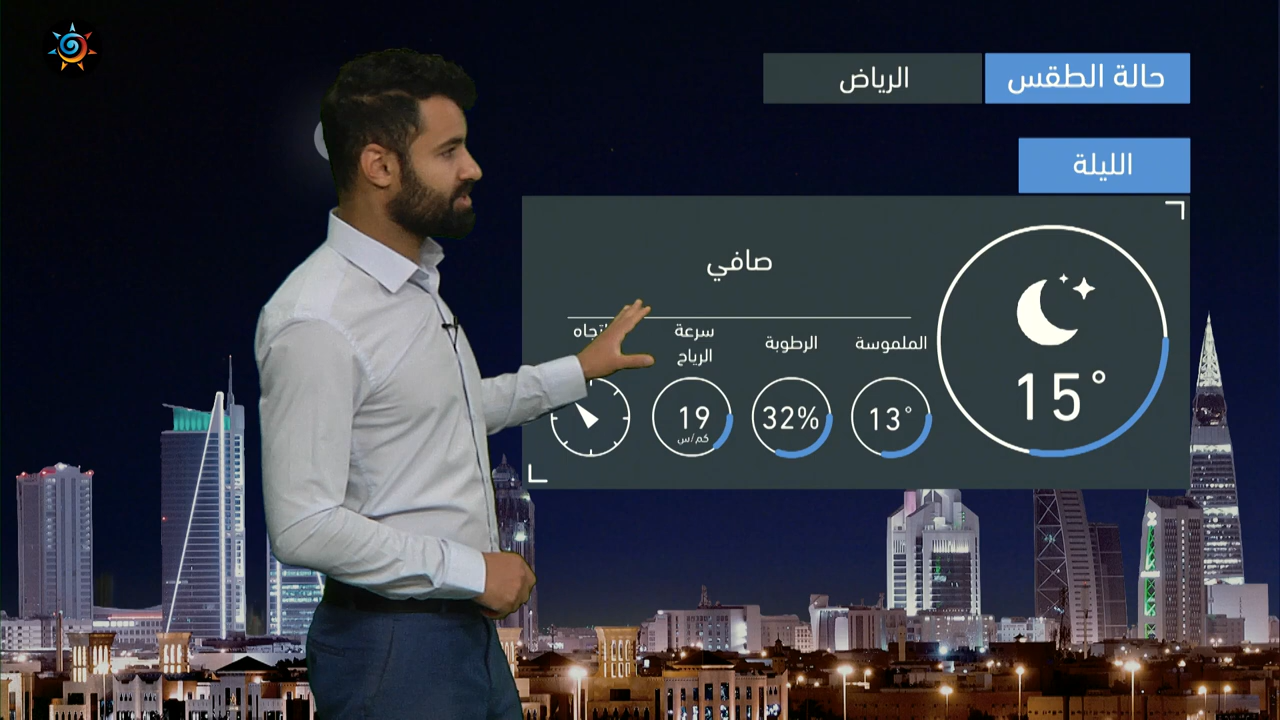 حالة الطقس
الرياض
الليلة
صافي
15°
الملموسة
13°
الرطوبة
32%
سرعة
الرياح
19
كم/س